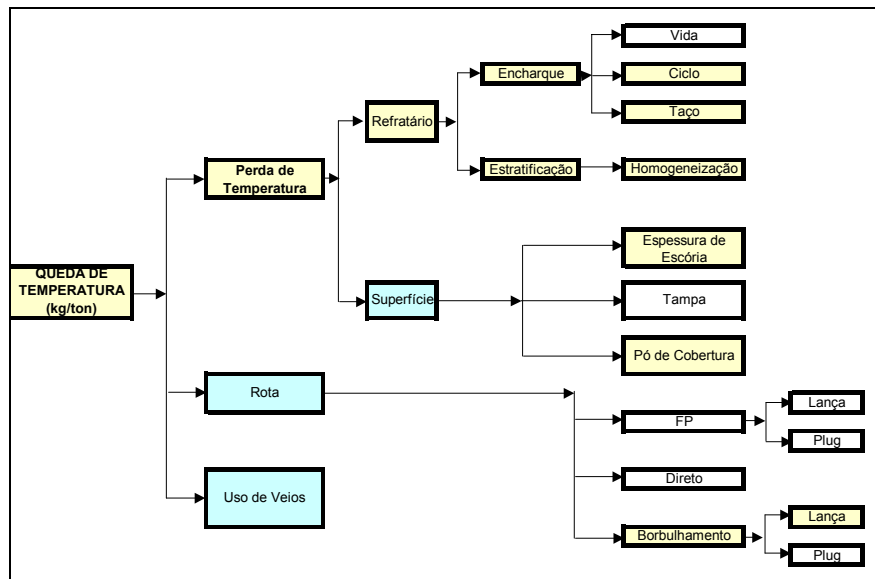 Vida
Encharque
Ciclo
Taço
Refratário
Perda de
Temperatura
Estratificação
Homogeneização
Espessura de
Escória
QUEDA DE
TEMPERATURA
(kg/ton)
Superfície
Tampa
Pó de Cobertura
Rota
Lança
FP
Plug
Direto
Uso de Veios
Lança
Borbulhamento
Plug